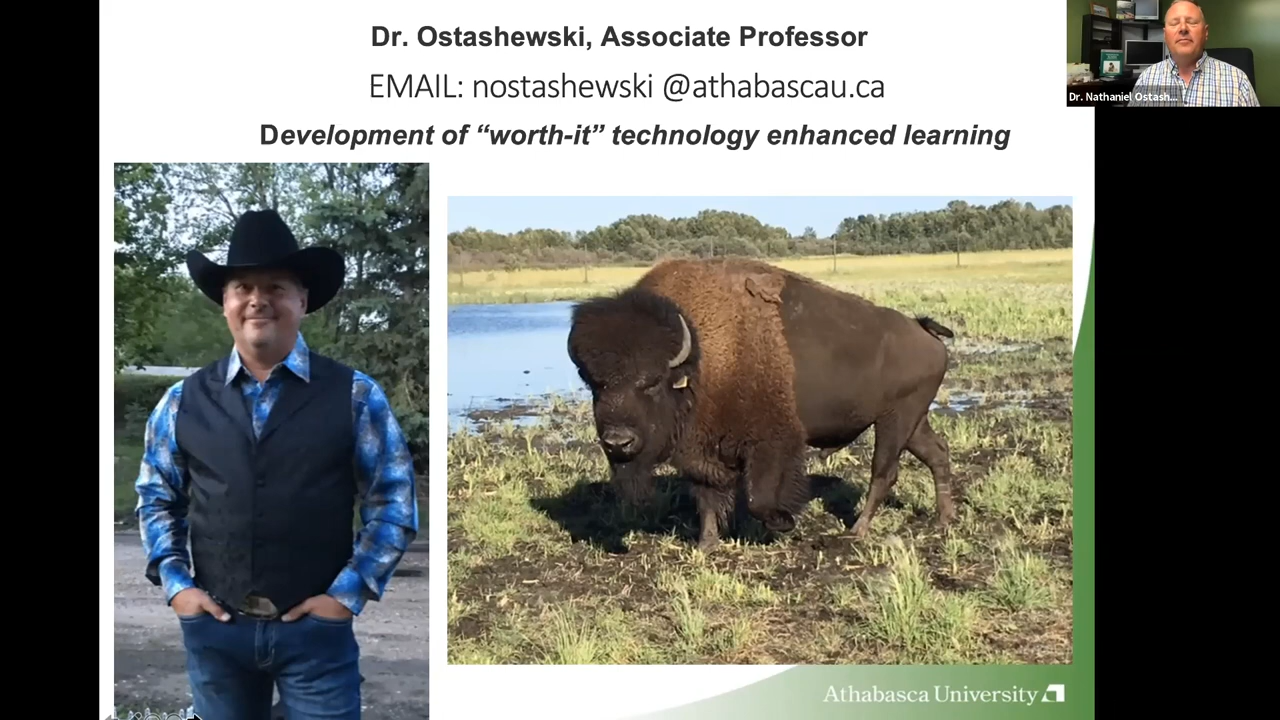 Dr. Ostashewski, Associate Professor
EMAIL: nostashewski @athabascau.ca
Development of “worth-it” technology enhanced learning
Dr. Nathaniel Ostash...
Athabasca University